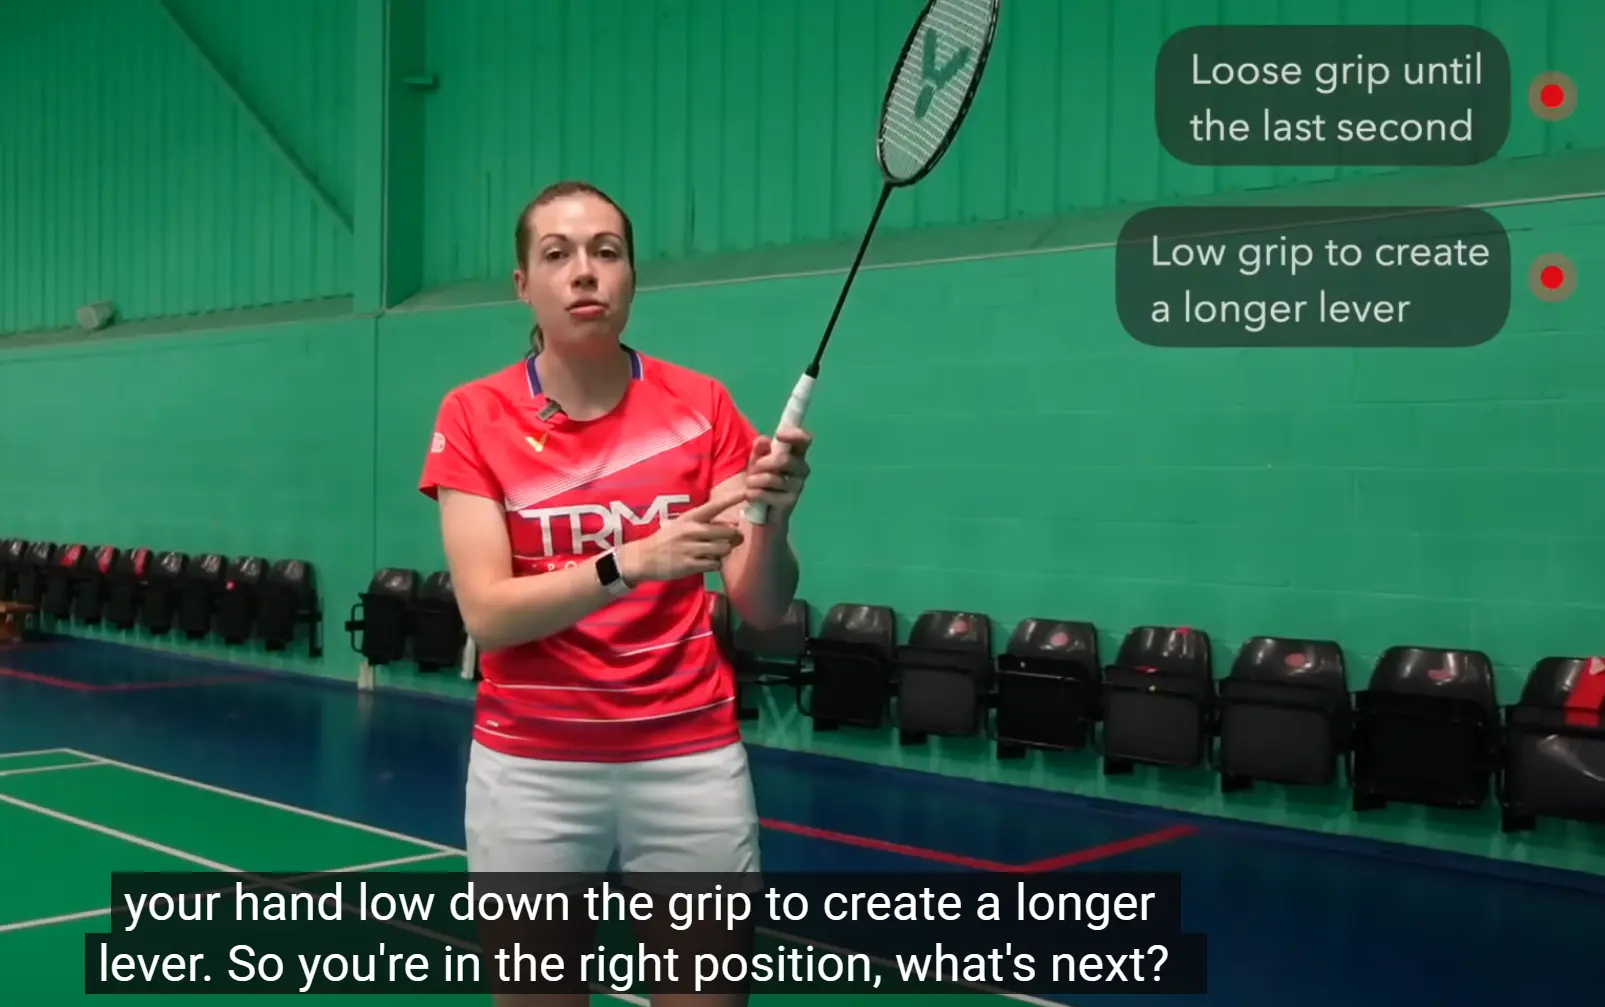 Loose grip until
the last second
Low grip to create
a longer lever
your hand low down the grip to create a longer
lever. So you're in the right position, what's next?